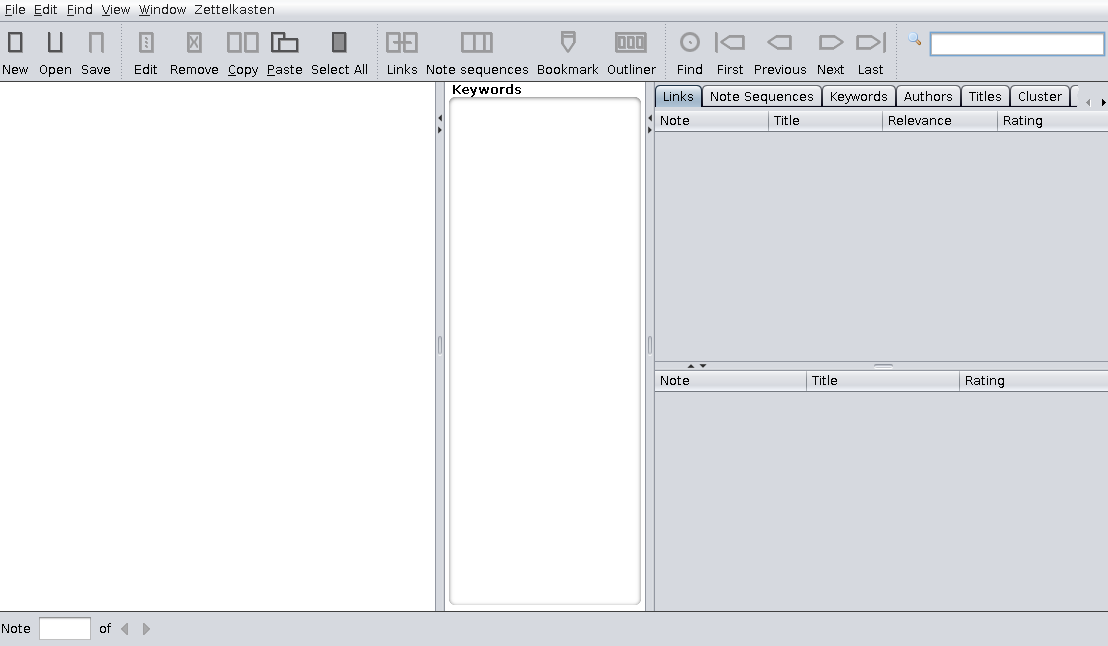 File Edit Find View Window Zettelkasten
New Open Save Edit Remove Copy Paste Select All Links Note sequences Bookmark Outliner Find First Previous Next Last
Keywords
Links Note Sequences Keywords Authors Titles Cluster
Note Title Relevance Rating
Note Title Rating
Note of